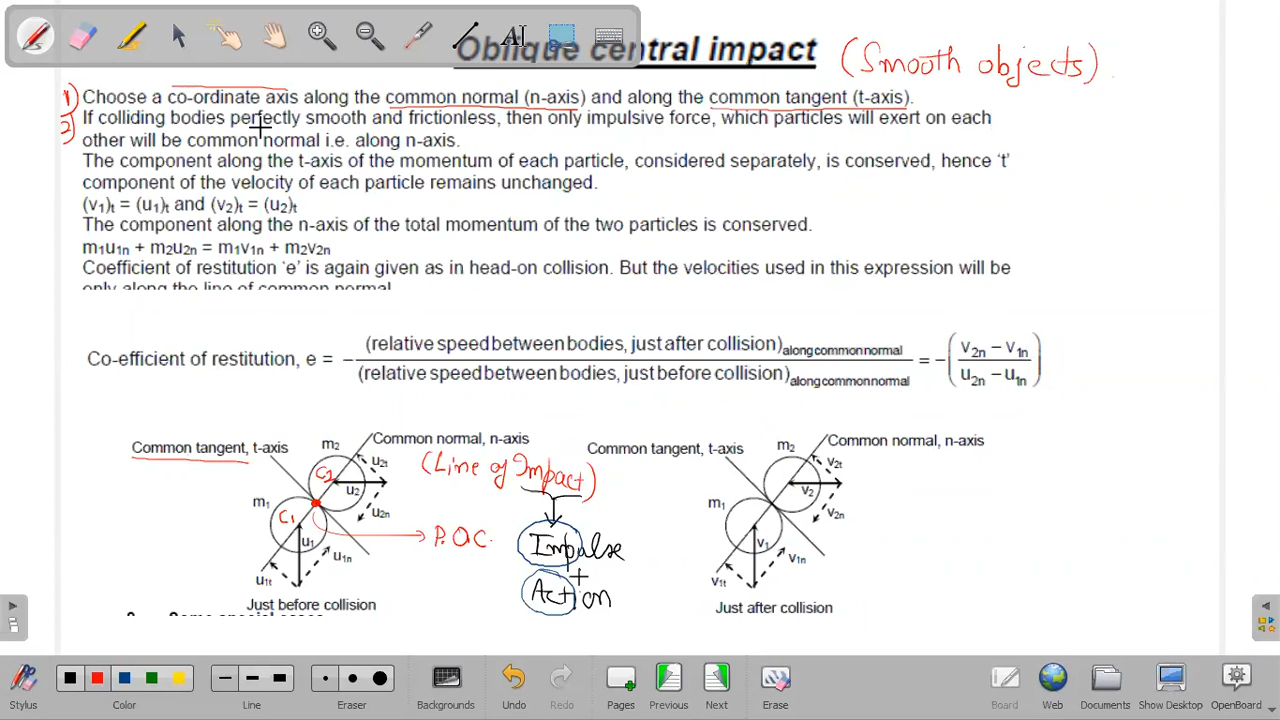 Oblique central impact (Smooth objects)
1) Choose a co-ordinate axis along the common normal (n-axis) and along the common tangent (t-axis).
2) If colliding bodies perfectly smooth and frictionless, then only impulsive force, which particles will exert on each
other will be common normal i.e. along n-axis.
The component along the t-axis of the momentum of each particle, considered separately, is conserved, hence 't'
component of the velocity of each particle remains unchanged.
(v₁)ₜ = (u₁)ₜ and (v₂)ₜ = (u₂)ₜ
The component along the n-axis of the total momentum of the two particles is conserved.
m₁u₁ₙ + m₂u₂ₙ = m₁v₁ₙ + m₂v₂ₙ
Coefficient of restitution 'e' is again given as in head-on collision. But the velocities used in this expression will be
only along the line of common normal.
Co-efficient of restitution, e = − (relative speed between bodies, just after collision)along common normal / (relative speed between bodies, just before collision)along common normal = −((v₂ₙ − v₁ₙ) / (u₂ₙ − u₁ₙ))
Common tangent, t-axis
m₂
Common normal, n-axis
(Line of Impact)
C₂
u₂ₜ
u₂
u₂ₙ
m₁
C₁
u₁
u₁ₙ
u₁ₜ
P.O.C.
Impulse
+
Action
Just before collision
Common tangent, t-axis
m₂
Common normal, n-axis
v₂ₜ
v₂
v₂ₙ
m₁
v₁
v₁ₙ
v₁ₜ
Just after collision
Stylus
Color
Line
Eraser
Backgrounds
Undo
Redo
Pages
Previous
Next
Erase
Board
Web
Documents
Show Desktop
OpenBoard